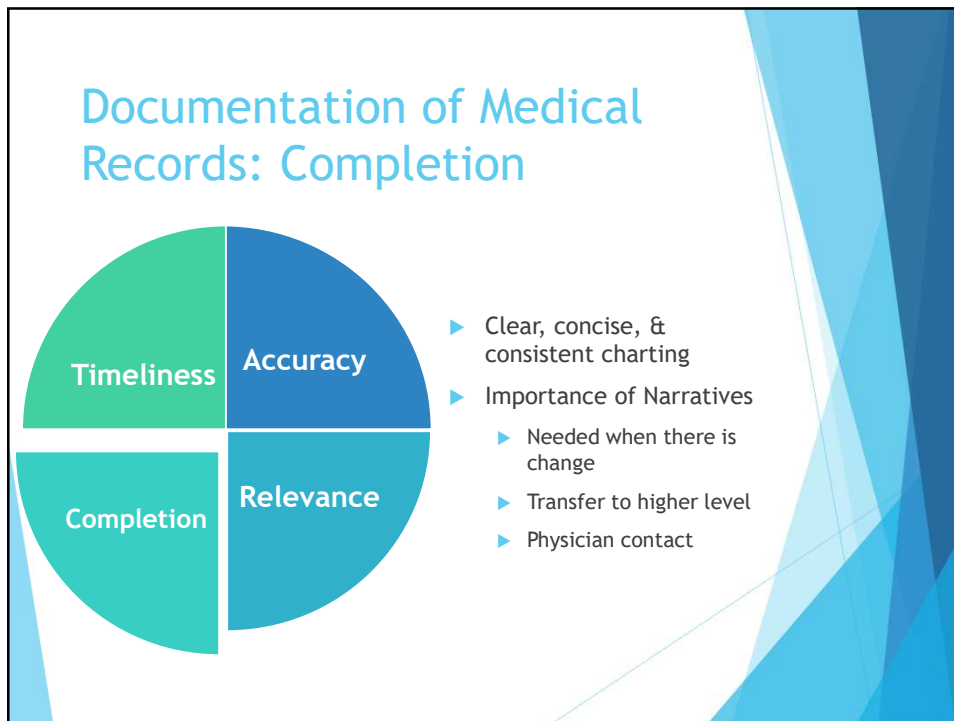 Documentation of Medical
Records: Completion
Timeliness
Accuracy
Completion
Relevance
Clear, concise, &
consistent charting
Importance of Narratives
Needed when there is
change
Transfer to higher level
Physician contact